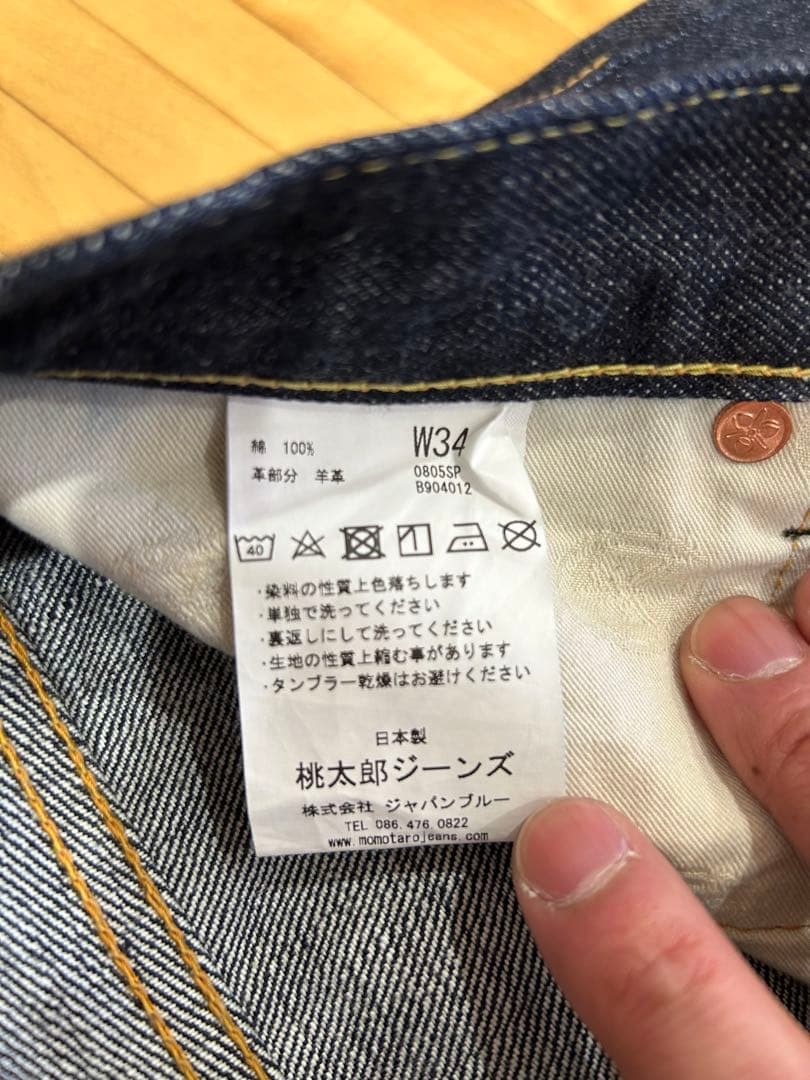 綿 100%
革部分 羊革
W34
0805SP
B904012
40
・染料の性質上色落ちします
・単独で洗ってください
・裏返しにして洗ってください
・生地の性質上縮む事があります
・タンブラー乾燥はお避けください
日本製
桃太郎ジーンズ
株式会社 ジャパンブルー
TEL 086.476.0822
www.momotarojeans.com